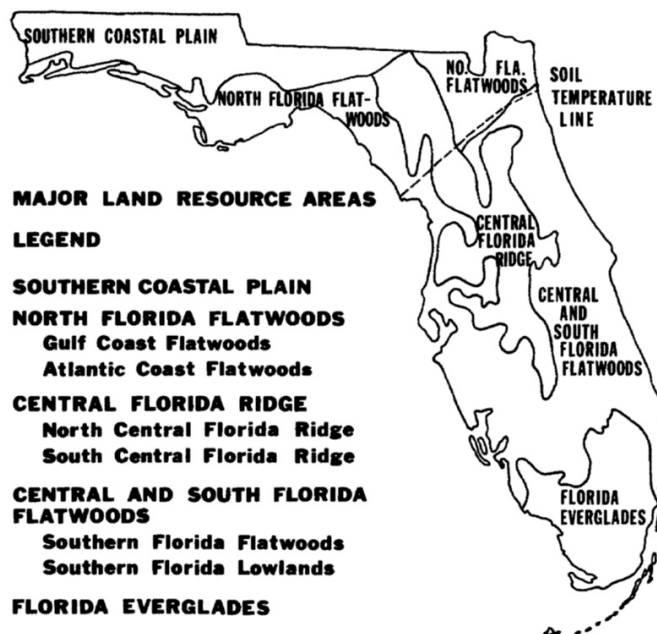 SOUTHERN COASTAL PLAIN
NO. FLA.
FLATWOODS
SOIL
TEMPERATURE
LINE
NORTH FLORIDA FLAT-
WOODS
MAJOR LAND RESOURCE AREAS
LEGEND
SOUTHERN COASTAL PLAIN
NORTH FLORIDA FLATWOODS
Gulf Coast Flatwoods
Atlantic Coast Flatwoods
CENTRAL FLORIDA RIDGE
North Central Florida Ridge
South Central Florida Ridge
CENTRAL AND SOUTH FLORIDA
FLATWOODS
Southern Florida Flatwoods
Southern Florida Lowlands
FLORIDA EVERGLADES
CENTRAL
FLORIDA
RIDGE
CENTRAL
AND
SOUTH
FLORIDA
FLATWOODS
FLORIDA
EVERGLADES